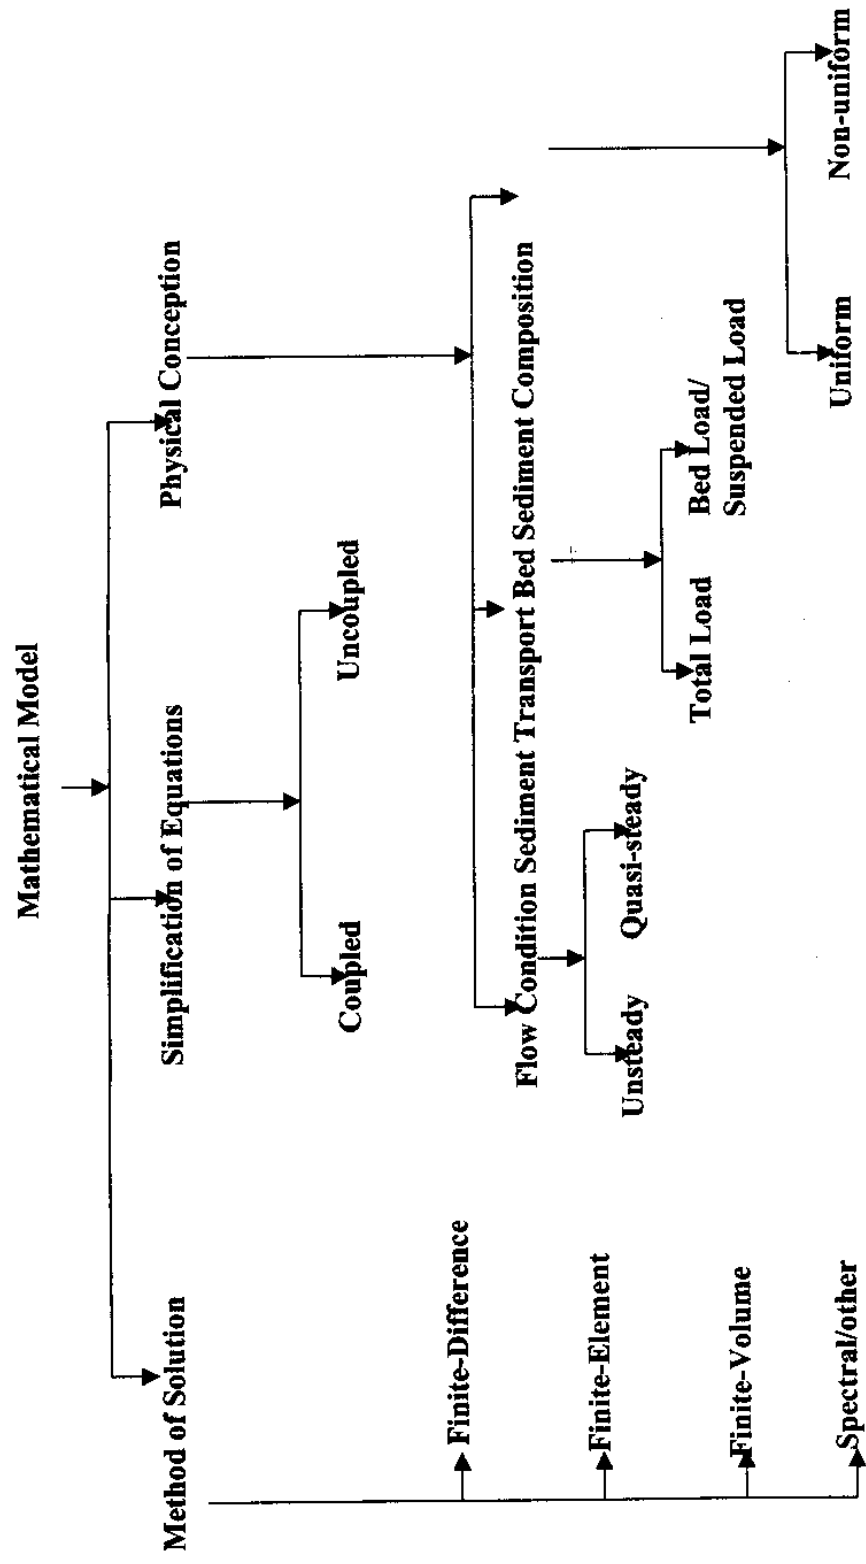 Mathematical Model
Method of Solution
Simplification of Equations
Physical Conception
Coupled
Uncoupled
Finite-Difference
Flow Condition Sediment Transport Bed Sediment Composition
Finite-Element
Unsteady
Quasi-steady
Total Load
Bed Load/
Suspended Load
Finite-Volume
Spectral/other
Uniform
Non-uniform